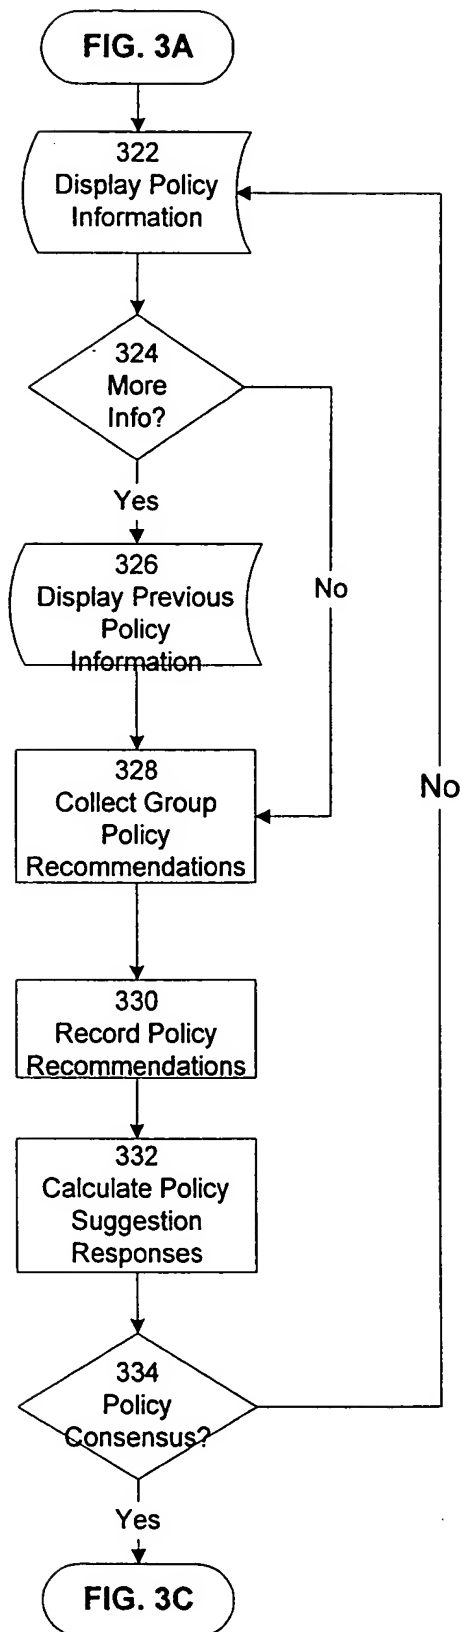 FIG. 3A
322
Display Policy
Information
324
More
Info?
Yes
No
326
Display Previous
Policy
Information
328
Collect Group
Policy
Recommendations
No
330
Record Policy
Recommendations
332
Calculate Policy
Suggestion
Responses
334
Policy
Consensus?
Yes
FIG. 3C